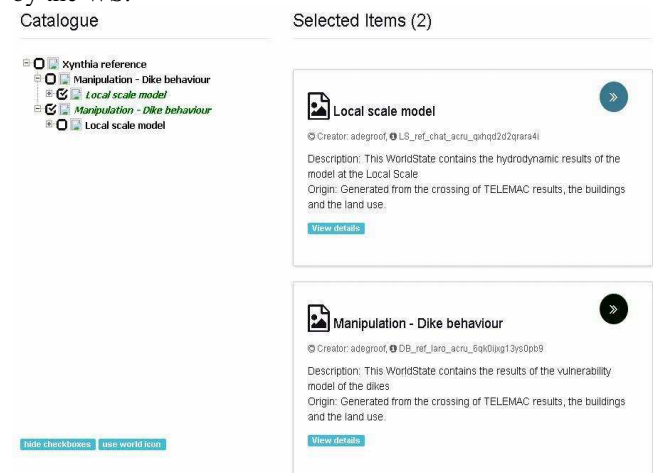 by the WS.
Catalogue
Xynthia reference
Manipulation - Dike behaviour
Local scale model
Manipulation - Dike behaviour
Local scale model
hide checkboxes use world icon
Selected Items (2)
Local scale model
Creator: adegroof, LS_ref_chat_acru_qxhqd2d2qrara4i
Description: This WorldState contains the hydrodynamic results of the
model at the Local Scale
Origin: Generated from the crossing of TELEMAC results, the buildings
and the land use.
View details
Manipulation - Dike behaviour
Creator: adegroof, DB_ref_laro_acru_6qk0ijxg13ys0pb9
Description: This WorldState contains the results of the vulnerability
model of the dikes
Origin: Generated from the crossing of TELEMAC results, the buildings
and the land use.
View details